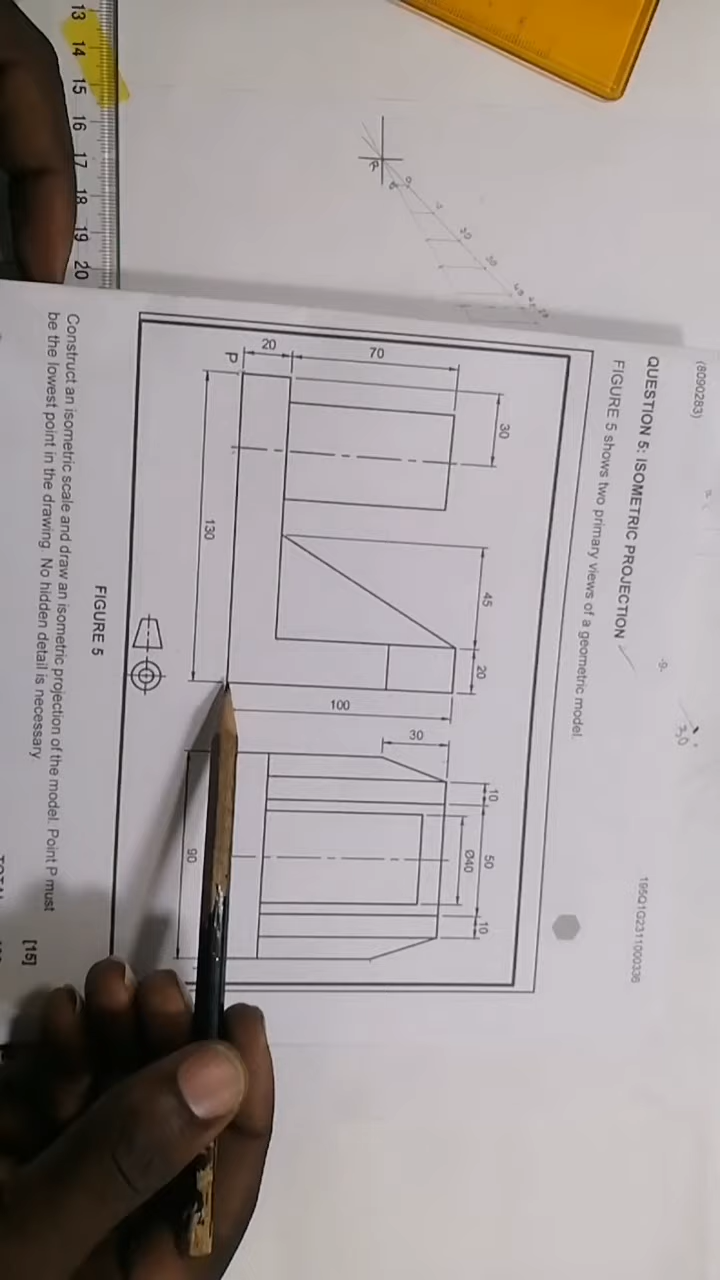 (8090283)
-9-
195Q1G2311000336
QUESTION 5: ISOMETRIC PROJECTION
FIGURE 5 shows two primary views of a geometric model.
30
70
20
P
130
45
20
100
30
10
50
10
Ø40
90
FIGURE 5
Construct an isometric scale and draw an isometric projection of the model. Point P must
be the lowest point in the drawing. No hidden detail is necessary
[15]
13 14 15 16 17 18 19 20
30°
R